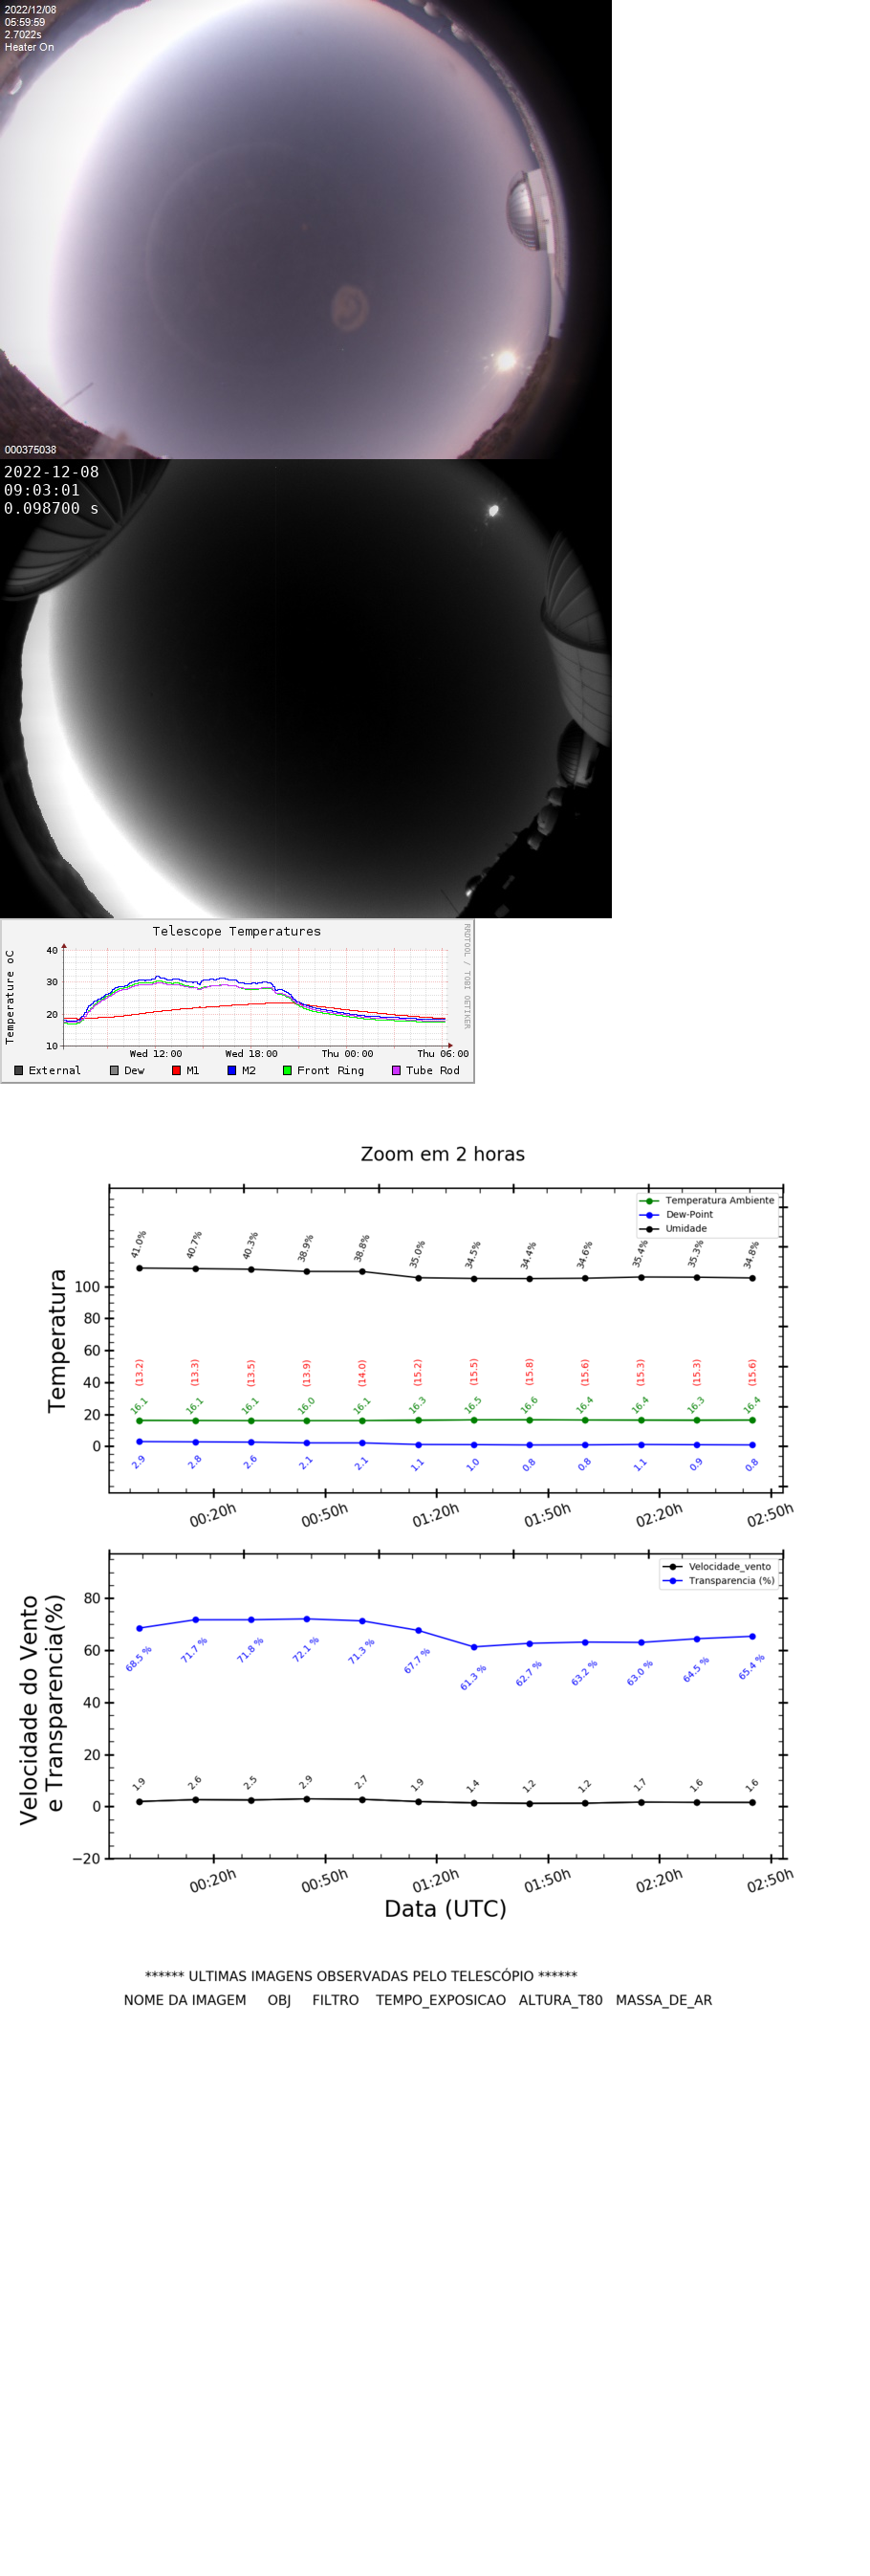 2022/12/08
05:59:59
2.7022s
Heater On
000375038
2022-12-08
09:03:01
0.098700 s
Telescope Temperatures
RRDTOOL / TOBI OETIKER
Temperature oC
40
30
20
10
Wed 12:00 Wed 18:00 Thu 00:00 Thu 06:00
External Dew M1 M2 Front Ring Tube Rod
Zoom em 2 horas
Temperatura Ambiente
Dew-Point
Umidade
41.0% 40.7% 40.3% 38.9% 38.8% 35.0% 34.5% 34.4% 34.6% 35.4% 35.3% 34.8%
Temperatura
100
80
60
40
20
0
(13.2) (13.3) (13.5) (13.9) (14.0) (15.2) (15.5) (15.8) (15.6) (15.3) (15.3) (15.6)
16.1 16.1 16.1 16.0 16.1 16.3 16.5 16.6 16.4 16.4 16.3 16.4
2.9 2.8 2.6 2.1 2.1 1.1 1.0 0.8 0.8 1.1 0.9 0.8
00:20h 00:50h 01:20h 01:50h 02:20h 02:50h
Velocidade_vento
Transparencia (%)
Velocidade do Vento
e Transparencia(%)
80
60
40
20
0
−20
68.5 % 71.7 % 71.8 % 72.1 % 71.3 % 67.7 % 61.3 % 62.7 % 63.2 % 63.0 % 64.5 % 65.4 %
1.9 2.6 2.5 2.9 2.7 1.9 1.4 1.2 1.2 1.7 1.6 1.6
00:20h 00:50h 01:20h 01:50h 02:20h 02:50h
Data (UTC)
****** ULTIMAS IMAGENS OBSERVADAS PELO TELESCÓPIO ******
NOME DA IMAGEM OBJ FILTRO TEMPO_EXPOSICAO ALTURA_T80 MASSA_DE_AR